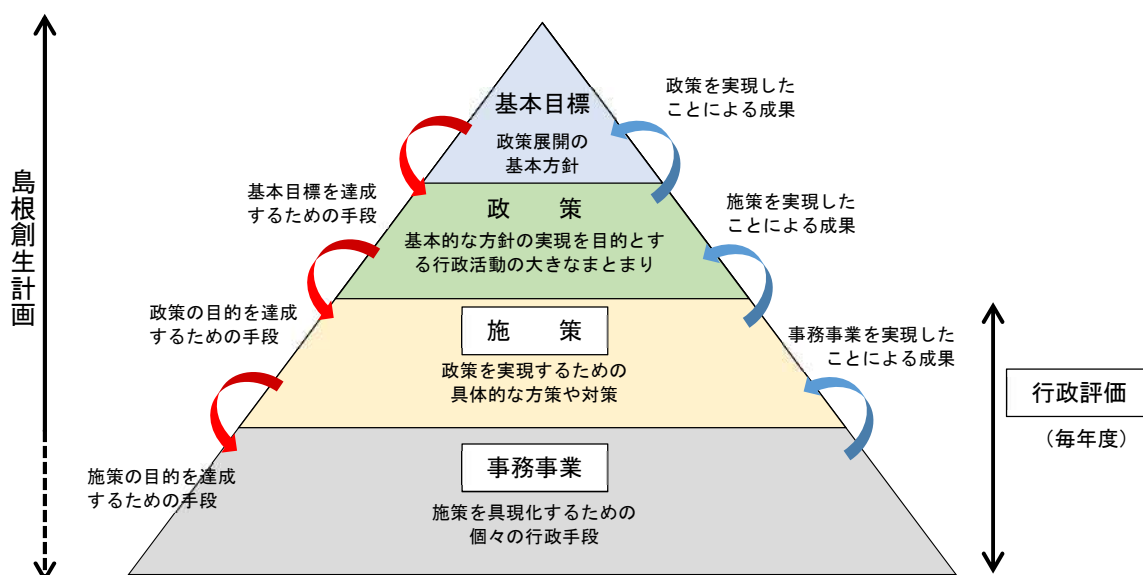 島根創生計画
基本目標
政策展開の
基本方針
政策を実現した
ことによる成果
基本目標を達成
するための手段
政　　策
基本的な方針の実現を目的とす
る行政活動の大きなまとまり
施策を実現した
ことによる成果
政策の目的を達成
するための手段
施　　策
政策を実現するための
具体的な方策や対策
事務事業を実現した
ことによる成果
施策の目的を達成
するための手段
事務事業
施策を具現化するための
個々の行政手段
行政評価
（毎年度）